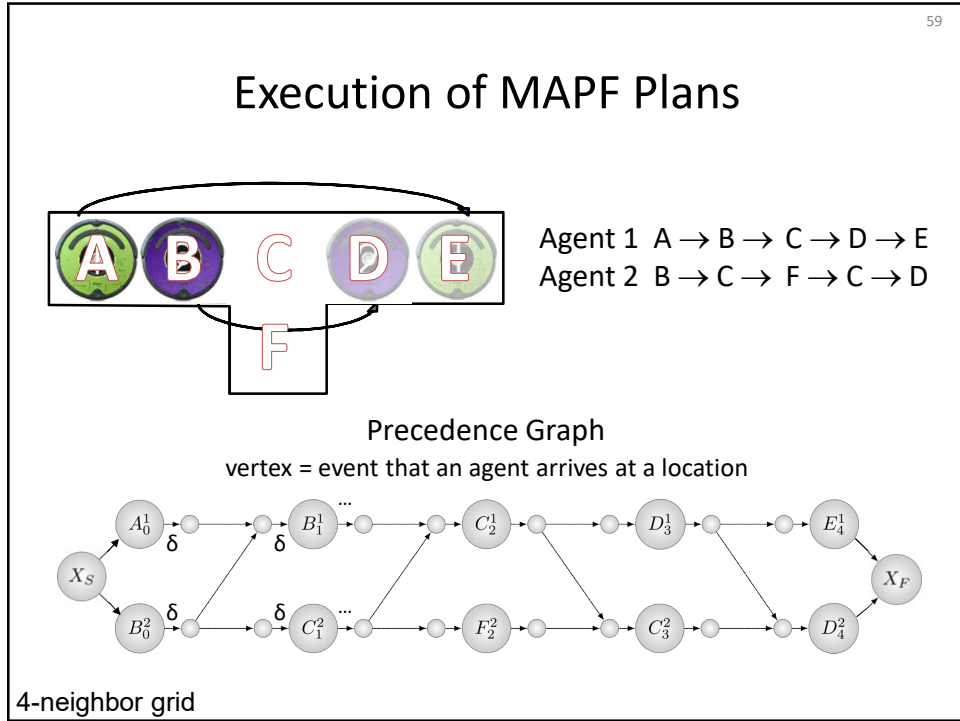 59
Execution of MAPF Plans
A B C D E
F
Agent 1 A → B → C → D → E
Agent 2 B → C → F → C → D
Precedence Graph
vertex = event that an agent arrives at a location
... 
A_0^1 B_1^1 C_2^1 D_3^1 E_4^1
δ δ
X_S X_F
δ δ ...
B_0^2 C_1^2 F_2^2 C_3^2 D_4^2
4-neighbor grid